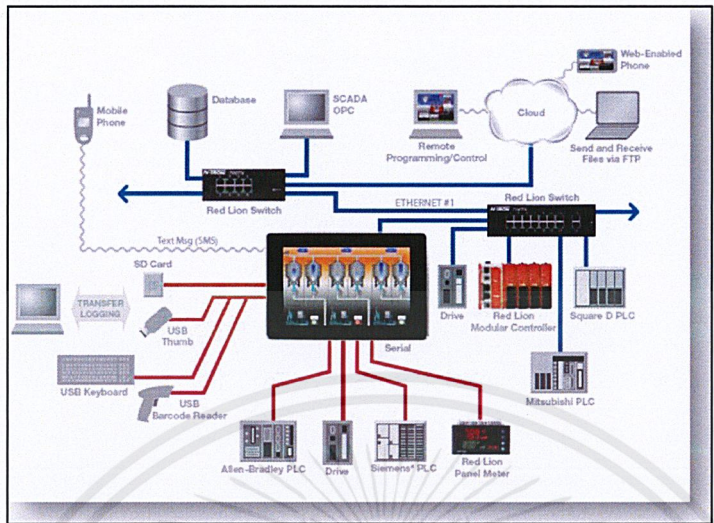 Web-Enabled
Phone
Mobile
Phone
Database
SCADA
OPC
Cloud
Remote
Programming/Control
Send and Receive
Files via FTP
Red Lion Switch
ETHERNET #1
Red Lion Switch
Text Msg (SMS)
SD Card
TRANSFER
LOGGING
USB
Thumb
Serial
Drive
Red Lion
Modular Controller
Square D PLC
USB Keyboard
USB
Barcode Reader
Mitsubishi PLC
Allen-Bradley PLC
Drive
Siemens* PLC
Red Lion
Panel Meter